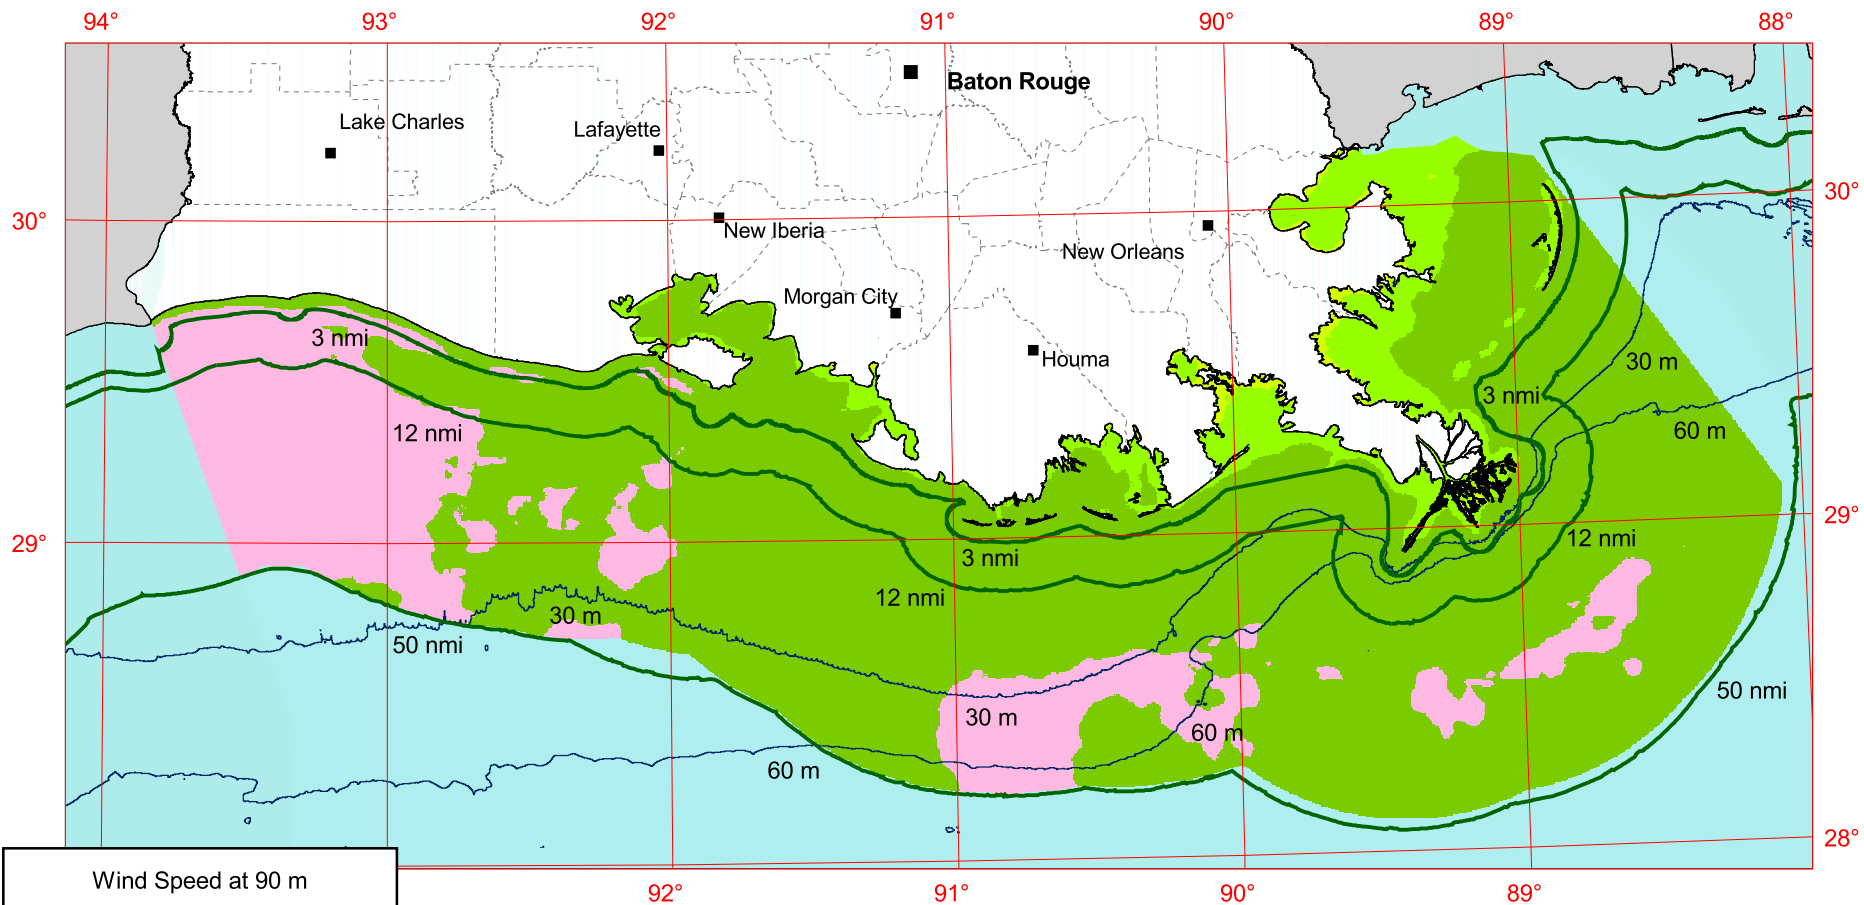 94°
93°
92°
91°
90°
89°
88°
Baton Rouge
Lake Charles
Lafayette
30°
30°
New Iberia
New Orleans
Morgan City
3 nmi
Houma
30 m
3 nmi
12 nmi
60 m
29°
29°
3 nmi
12 nmi
12 nmi
30 m
50 nmi
50 nmi
30 m
60 m
60 m
28°
Wind Speed at 90 m
92°
91°
90°
89°